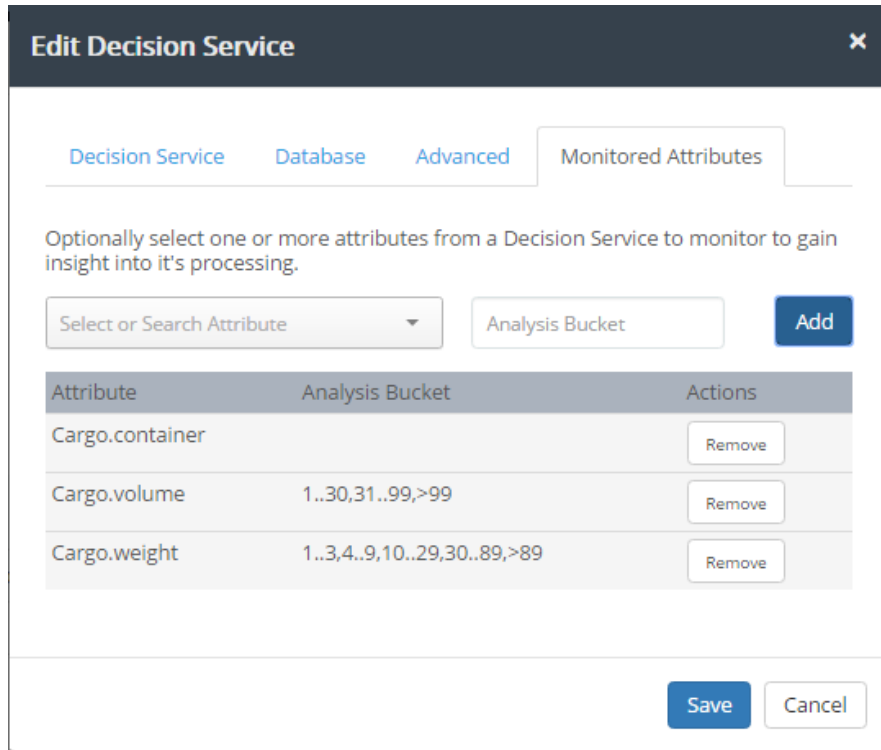 Edit Decision Service ×
Decision Service Database Advanced Monitored Attributes
Optionally select one or more attributes from a Decision Service to monitor to gain
insight into it's processing.
Select or Search Attribute Analysis Bucket Add
Attribute Analysis Bucket Actions
Cargo.container Remove
Cargo.volume 1..30,31..99,>99 Remove
Cargo.weight 1..3,4..9,10..29,30..89,>89 Remove
Save Cancel